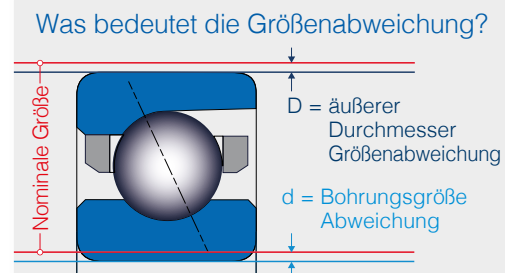 Was bedeutet die Größenabweichung?
Nominale Größe
D = äußerer
Durchmesser
Größenabweichung
d = Bohrungsgröße
Abweichung